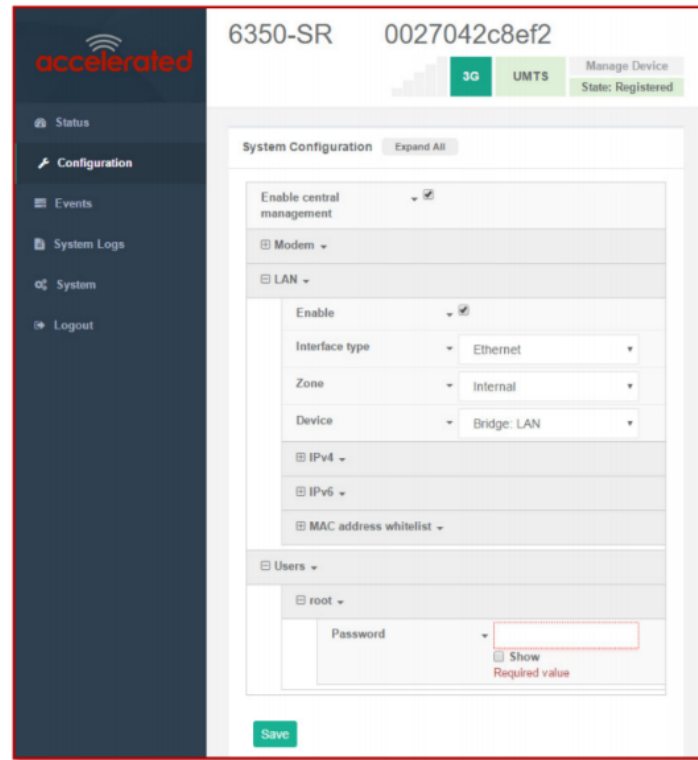 accelerated
6350-SR 0027042c8ef2
3G UMTS Manage Device
State: Registered
Status
Configuration
Events
System Logs
System
Logout
System Configuration Expand All
Enable central
management
Modem
LAN
Enable
Interface type Ethernet
Zone Internal
Device Bridge: LAN
IPv4
IPv6
MAC address whitelist
Users
root
Password
Show
Required value
Save